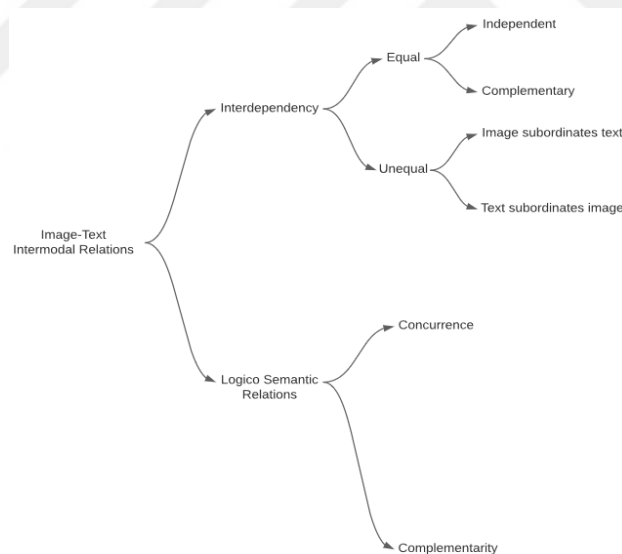 Independent
Equal
Complementary
Interdependency
Image subordinates text
Unequal
Text subordinates image
Image-Text
Intermodal Relations
Concurrence
Logico Semantic
Relations
Complementarity